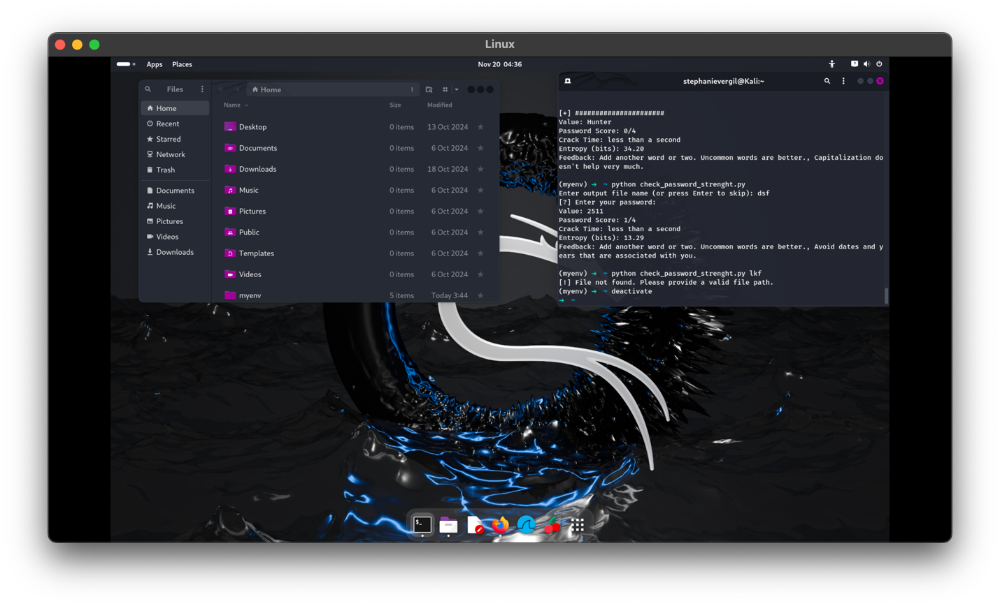 Linux
Apps Places Nov 20 04:36
Files
Home
Recent
Starred
Network
Trash
Documents
Music
Pictures
Videos
Downloads
Home
Name Size Modified
Desktop 0 items 13 Oct 2024
Documents 0 items 6 Oct 2024
Downloads 0 items 18 Oct 2024
Music 0 items 6 Oct 2024
Pictures 0 items 6 Oct 2024
Public 0 items 6 Oct 2024
Templates 0 items 6 Oct 2024
Videos 0 items 6 Oct 2024
myenv 5 items Today 3:44
stephanievergil@Kali:~
[+] ######################
Value: Hunter
Password Score: 0/4
Crack Time: less than a second
Entropy (bits): 34.20
Feedback: Add another word or two. Uncommon words are better., Capitalization do
esn't help very much.
(myenv) ➜ ~ python check_password_strenght.py
Enter output file name (or press Enter to skip): dsf
[?] Enter your password:
Value: 2511
Password Score: 1/4
Crack Time: less than a second
Entropy (bits): 13.29
Feedback: Add another word or two. Uncommon words are better., Avoid dates and y
ears that are associated with you.
(myenv) ➜ ~ python check_password_strenght.py lkf
[!] File not found. Please provide a valid file path.
(myenv) ➜ ~ deactivate
➜ ~
$_